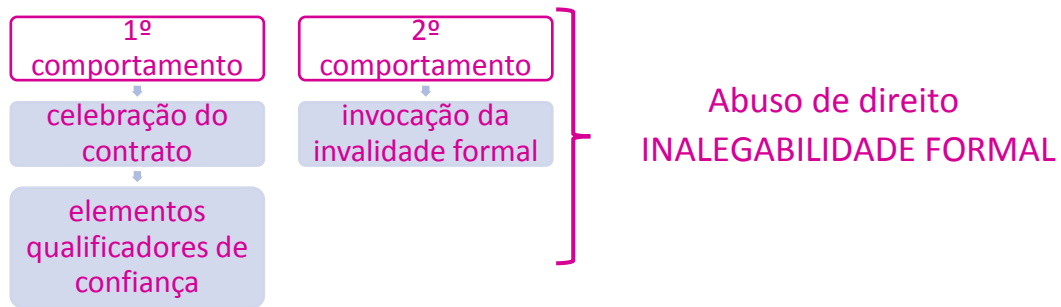 1º
comportamento
celebração do
contrato
elementos
qualificadores de
confiança
2º
comportamento
invocação da
invalidade formal
Abuso de direito
INALEGABILIDADE FORMAL